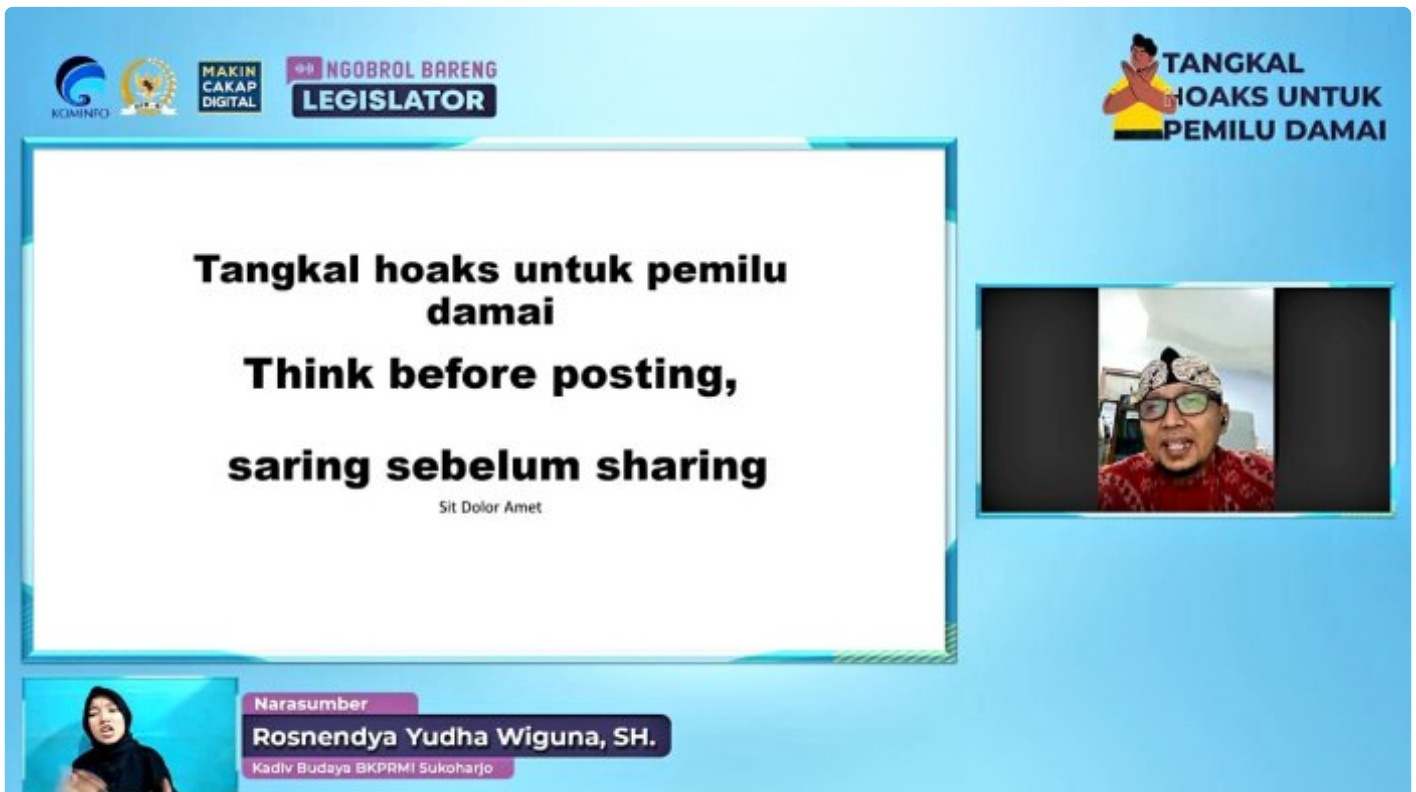 KOMINFO
MAKIN
CAKAP
DIGITAL
NGOBROL BARENG
LEGISLATOR
TANGKAL
HOAKS UNTUK
PEMILU DAMAI
Tangkal hoaks untuk pemilu
damai
Think before posting,
saring sebelum sharing
Sit Dolor Amet
Narasumber
Rosnendya Yudha Wiguna, SH.
Kadiv Budaya BKPRMI Sukoharjo